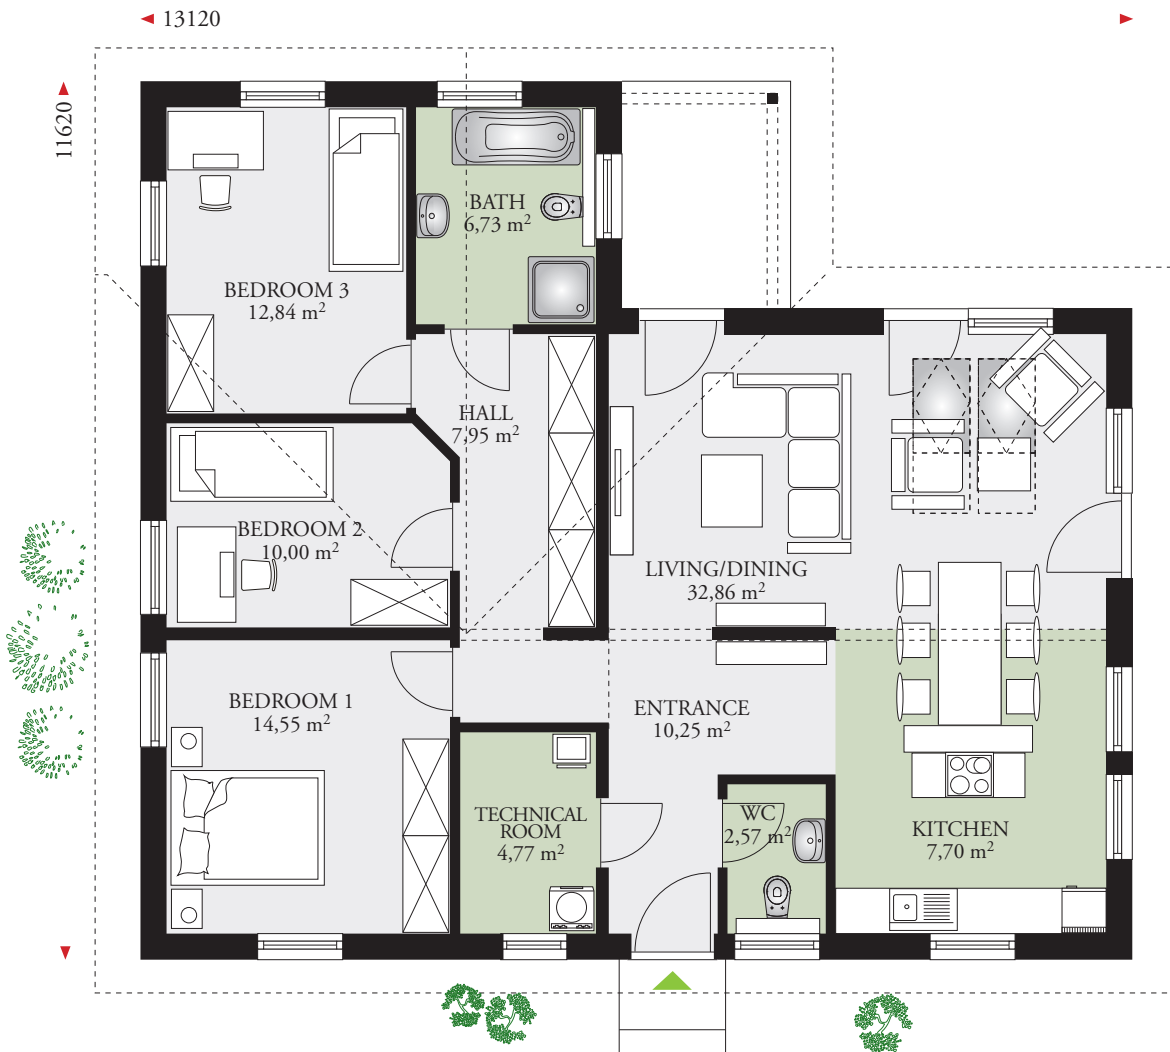 13120
11620
BATH
6,73 m²
BEDROOM 3
12,84 m²
HALL
7,95 m²
BEDROOM 2
10,00 m²
LIVING/DINING
32,86 m²
BEDROOM 1
14,55 m²
ENTRANCE
10,25 m²
TECHNICAL
ROOM
4,77 m²
WC
2,57 m²
KITCHEN
7,70 m²